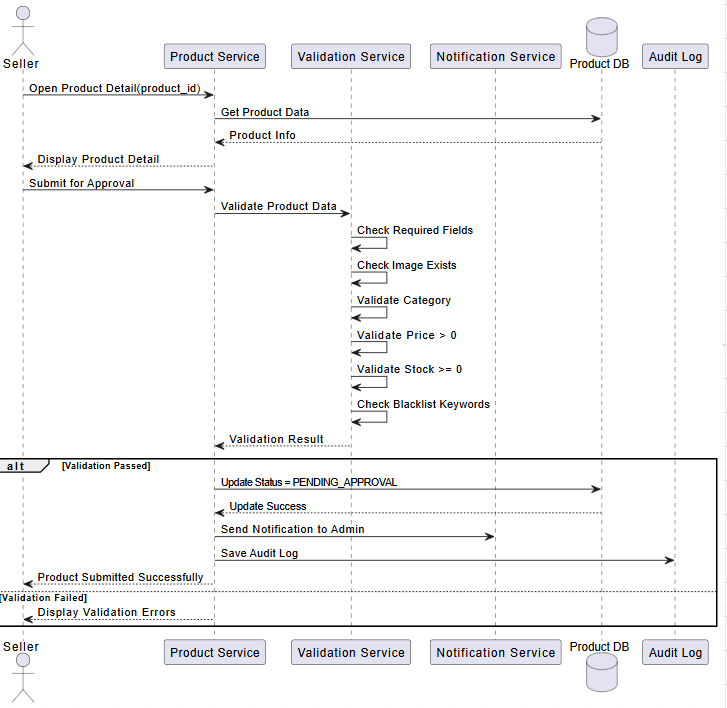 Seller
Product Service
Validation Service
Notification Service
Product DB
Audit Log
Open Product Detail(product_id)
Get Product Data
Product Info
Display Product Detail
Submit for Approval
Validate Product Data
Check Required Fields
Check Image Exists
Validate Category
Validate Price > 0
Validate Stock >= 0
Check Blacklist Keywords
Validation Result
alt [Validation Passed]
Update Status = PENDING_APPROVAL
Update Success
Send Notification to Admin
Save Audit Log
Product Submitted Successfully
[Validation Failed]
Display Validation Errors
Seller
Product Service
Validation Service
Notification Service
Product DB
Audit Log